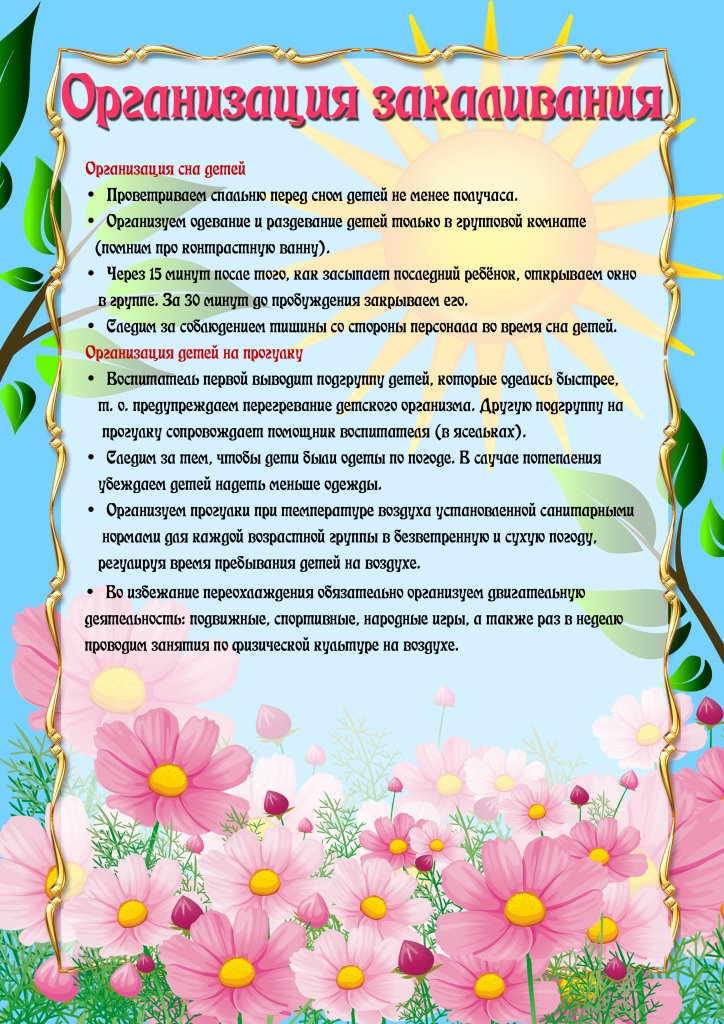 Организация закаливания
Организация сна детей
• Проветриваем спальню перед сном детей не менее получаса.
• Организуем одевание и раздевание детей только в групповой комнате
(помним про контрастную ванну).
• Через 15 минут после того, как засыпает последний ребёнок, открываем окно
в группе. За 30 минут до пробуждения закрываем его.
• Следим за соблюдением тишины со стороны персонала во время сна детей.
Организация детей на прогулку
• Воспитатель первой выводит подгруппу детей, которые оделись быстрее,
т. о. предупреждаем перегревание детского организма. Другую подгруппу на
прогулку сопровождает помощник воспитателя (в ясельках).
• Следим за тем, чтобы дети были одеты по погоде. В случае потепления
убеждаем детей надеть меньше одежды.
• Организуем прогулки при температуре воздуха установленной санитарными
нормами для каждой возрастной группы в безветренную и сухую погоду,
регулируя время пребывания детей на воздухе.
• Во избежание переохлаждения обязательно организуем двигательную
деятельность: подвижные, спортивные, народные игры, а также раз в неделю
проводим занятия по физической культуре на воздухе.